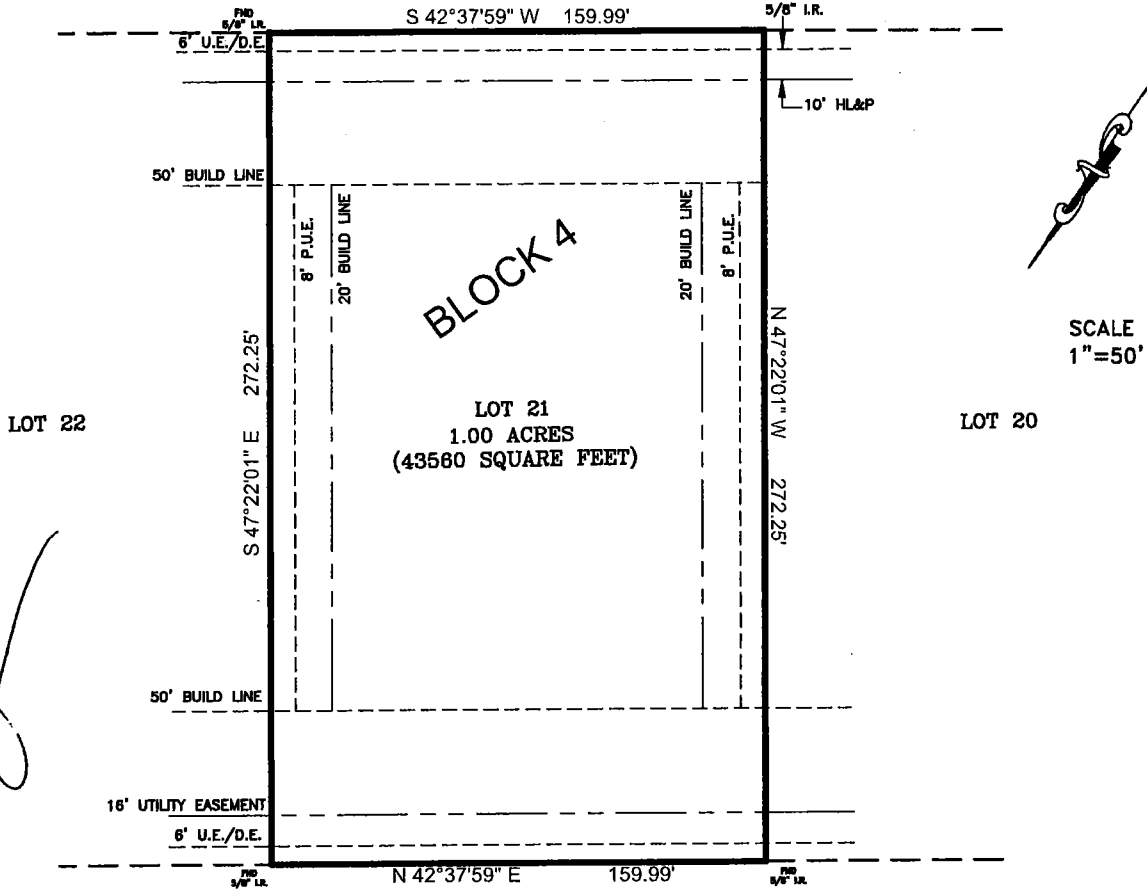 S 42°37'59" W 159.99'
FND
5/8" I.R.
5/8" I.R.
6' U.E./D.E.
10' HL&P
50' BUILD LINE
8' P.U.E.
20' BUILD LINE
BLOCK 4
20' BUILD LINE
8' P.U.E.
SCALE
1"=50'
S 47°22'01" E 272.25'
N 47°22'01" W 272.25'
LOT 22
LOT 21
1.00 ACRES
(43560 SQUARE FEET)
LOT 20
50' BUILD LINE
16' UTILITY EASEMENT
6' U.E./D.E.
FND
5/8" I.R.
N 42°37'59" E 159.99'
FND
5/8" I.R.